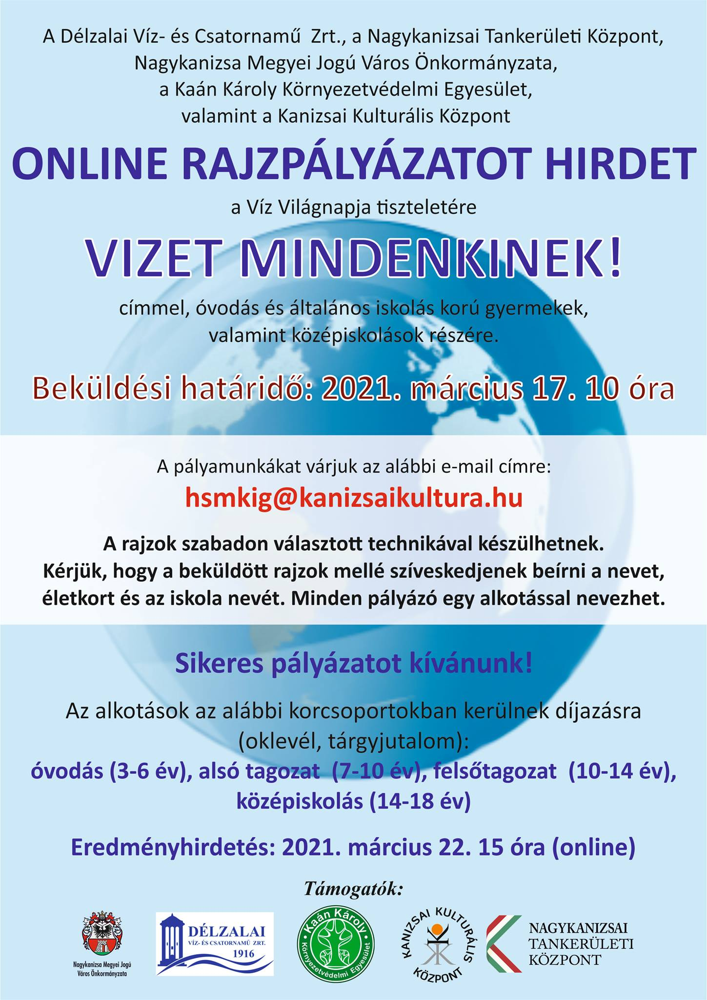 A Délzalai Víz- és Csatornamű Zrt., a Nagykanizsai Tankerületi Központ,
Nagykanizsa Megyei Jogú Város Önkormányzata,
a Kaán Károly Környezetvédelmi Egyesület,
valamint a Kanizsai Kulturális Központ
ONLINE RAJZPÁLYÁZATOT HIRDET
a Víz Világnapja tiszteletére
VIZET MINDENKINEK!
címmel, óvodás és általános iskolás korú gyermekek,
valamint középiskolások részére.
Beküldési határidő: 2021. március 17. 10 óra
A pályamunkákat várjuk az alábbi e-mail címre:
hsmkig@kanizsaikultura.hu
A rajzok szabadon választott technikával készülhetnek.
Kérjük, hogy a beküldött rajzok mellé szíveskedjenek beírni a nevet,
életkort és az iskola nevét. Minden pályázó egy alkotással nevezhet.
Sikeres pályázatot kívánunk!
Az alkotások az alábbi korcsoportokban kerülnek díjazásra
(oklevél, tárgyjutalom):
óvodás (3-6 év), alsó tagozat (7-10 év), felsőtagozat (10-14 év),
középiskolás (14-18 év)
Eredményhirdetés: 2021. március 22. 15 óra (online)
Támogatók:
Nagykanizsa Megyei Jogú
Város Önkormányzata
DÉLZALAI
VÍZ- ÉS CSATORNAMŰ ZRT.
1916
Kaán Károly
Környezetvédelmi Egyesület
KANIZSAI KULTURÁLIS
KÖZPONT
NAGYKANIZSAI
TANKERÜLETI
KÖZPONT